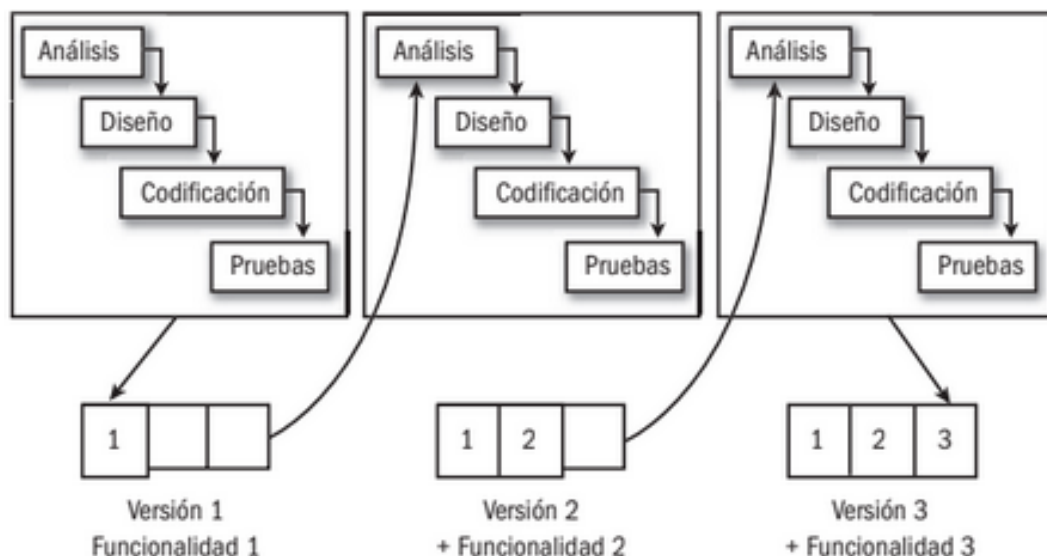 Análisis
Diseño
Codificación
Pruebas
Análisis
Diseño
Codificación
Pruebas
Análisis
Diseño
Codificación
Pruebas
1
1 2
1 2 3
Versión 1
Funcionalidad 1
Versión 2
+ Funcionalidad 2
Versión 3
+ Funcionalidad 3